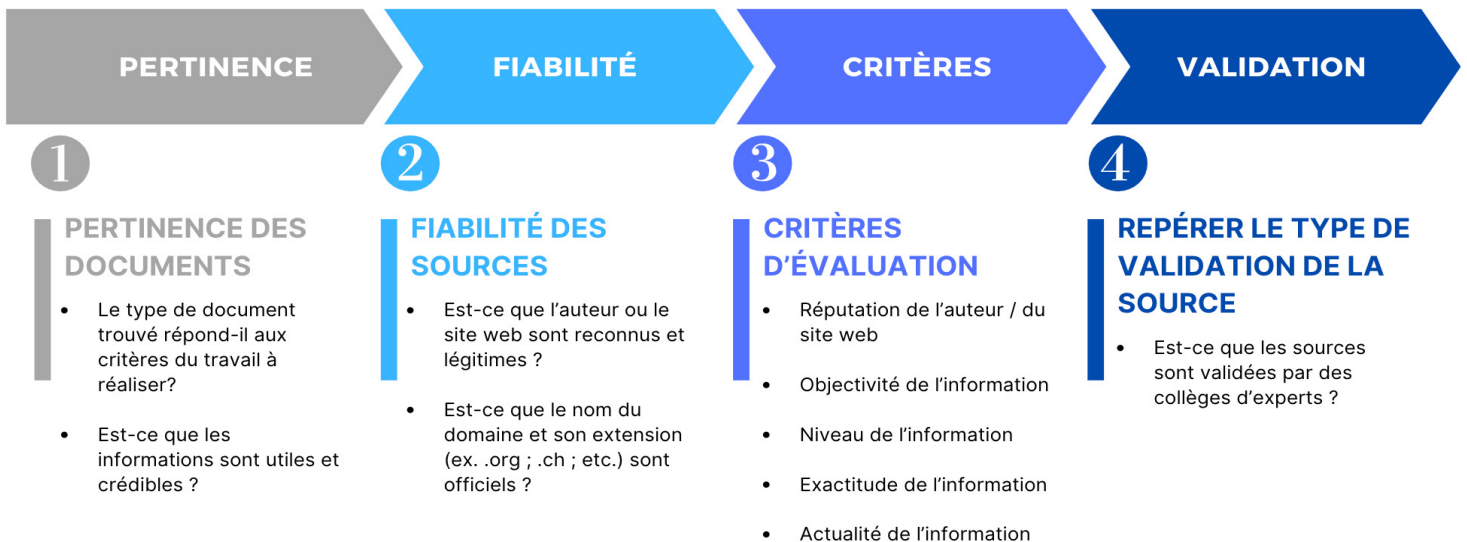 PERTINENCE
FIABILITÉ
CRITÈRES
VALIDATION
1
PERTINENCE DES
DOCUMENTS
• Le type de document
trouvé répond-il aux
critères du travail à
réaliser?
• Est-ce que les
informations sont utiles et
crédibles ?
2
FIABILITÉ DES
SOURCES
• Est-ce que l’auteur ou le
site web sont reconnus et
légitimes ?
• Est-ce que le nom du
domaine et son extension
(ex. .org ; .ch ; etc.) sont
officiels ?
3
CRITÈRES
D’ÉVALUATION
• Réputation de l’auteur / du
site web
• Objectivité de l’information
• Niveau de l’information
• Exactitude de l’information
• Actualité de l’information
4
REPÉRER LE TYPE DE
VALIDATION DE LA
SOURCE
• Est-ce que les sources
sont validées par des
collèges d’experts ?